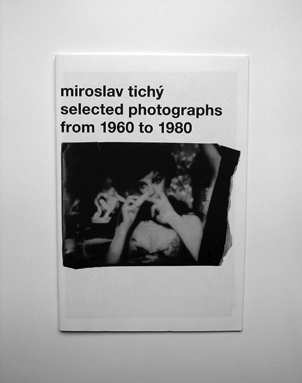 miroslav tichý
selected photographs
from 1960 to 1980